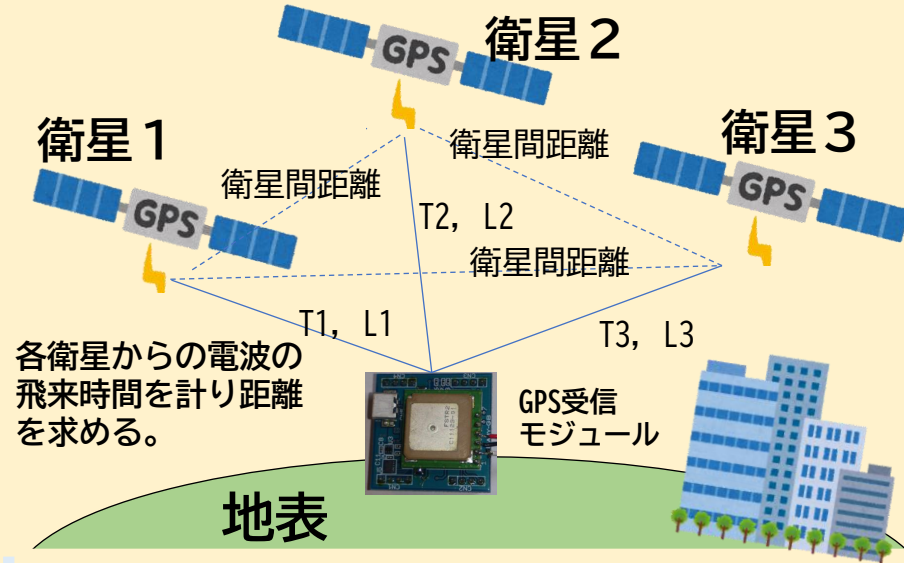 衛星2
GPS
衛星1
衛星間距離
衛星3
衛星間距離
GPS
GPS
T2, L2
衛星間距離
T1, L1
T3, L3
各衛星からの電波の
飛来時間を計り距離
を求める。
GPS受信
モジュール
地表
CN2